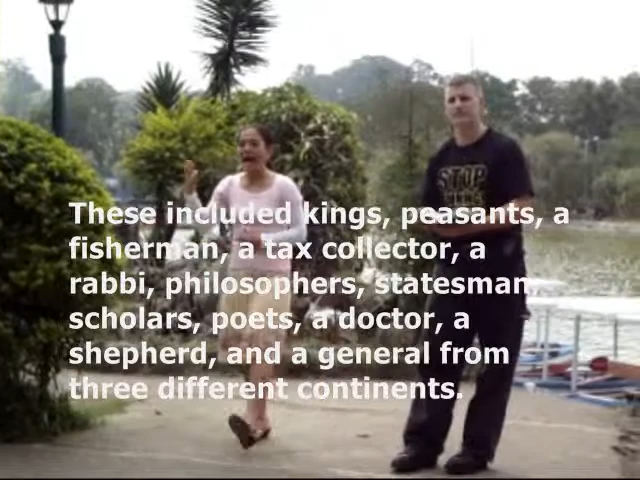 STOP
These included kings, peasants, a
fisherman, a tax collector, a
rabbi, philosophers, statesman,
scholars, poets, a doctor, a
shepherd, and a general from
three different continents.